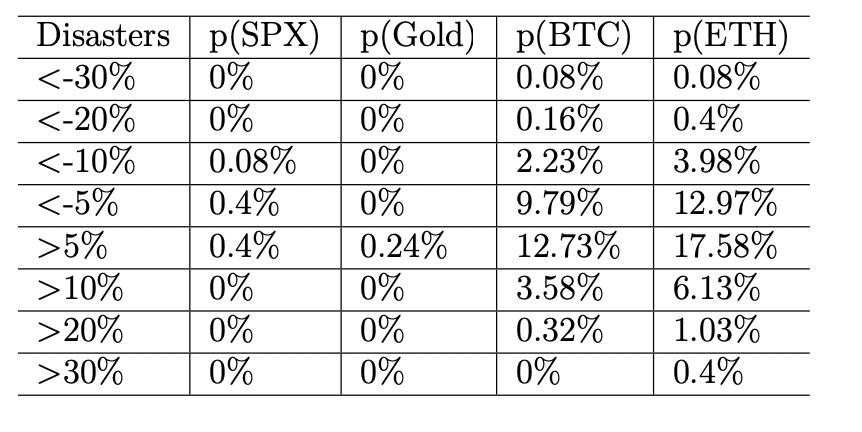 Disasters p(SPX) p(Gold) p(BTC) p(ETH)
<-30% 0% 0% 0.08% 0.08%
<-20% 0% 0% 0.16% 0.4%
<-10% 0.08% 0% 2.23% 3.98%
<-5% 0.4% 0% 9.79% 12.97%
>5% 0.4% 0.24% 12.73% 17.58%
>10% 0% 0% 3.58% 6.13%
>20% 0% 0% 0.32% 1.03%
>30% 0% 0% 0% 0.4%